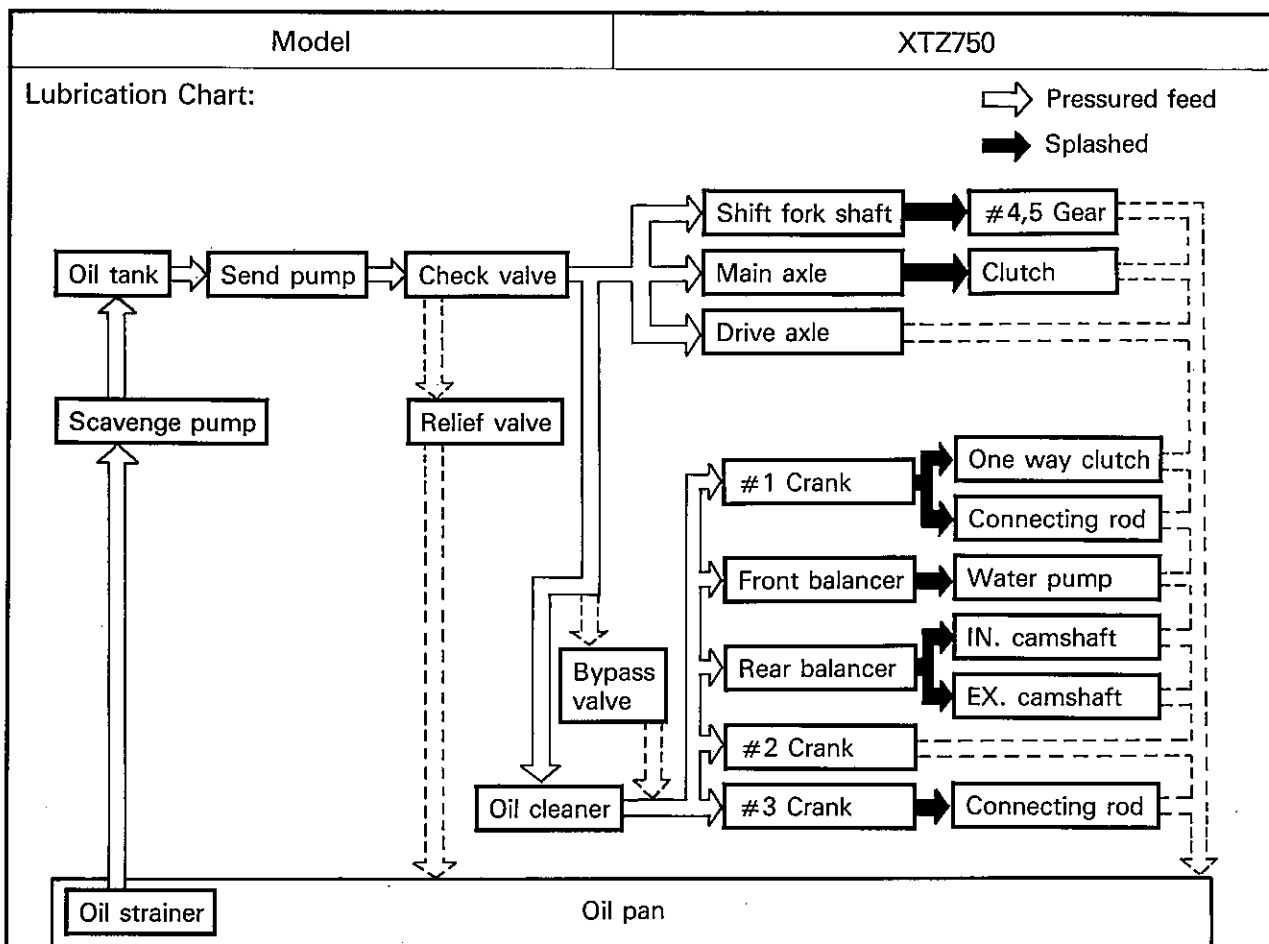 Model
XTZ750
Lubrication Chart:
Pressured feed
Splashed
Shift fork shaft
#4,5 Gear
Oil tank
Send pump
Check valve
Main axle
Clutch
Drive axle
Scavenge pump
Relief valve
#1 Crank
One way clutch
Connecting rod
Front balancer
Water pump
Bypass
valve
Rear balancer
IN. camshaft
EX. camshaft
#2 Crank
Oil cleaner
#3 Crank
Connecting rod
Oil strainer
Oil pan